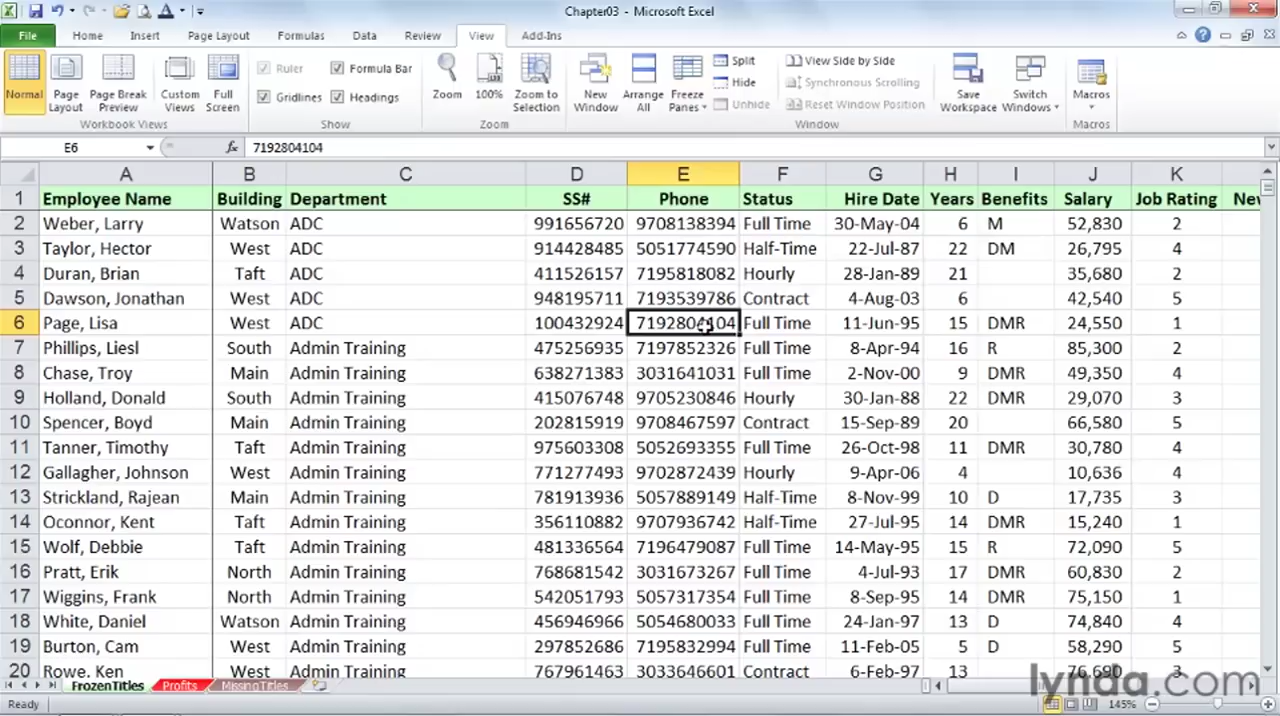 Chapter03 - Microsoft Excel
File Home Insert Page Layout Formulas Data Review View Add-Ins
Normal Page Layout Page Break Preview Custom Views Full Screen
Workbook Views
Ruler Formula Bar
Gridlines Headings
Show
Zoom 100% Zoom to Selection
Zoom
New Window Arrange All Freeze Panes
Split
Hide
Unhide
View Side by Side
Synchronous Scrolling
Reset Window Position
Save Workspace Switch Windows
Window
Macros
Macros
E6 fx 7192804104
A B C D E F G H I J K
1 Employee Name Building Department SS# Phone Status Hire Date Years Benefits Salary Job Rating Nev
2 Weber, Larry Watson ADC 991656720 9708138394 Full Time 30-May-04 6 M 52,830 2
3 Taylor, Hector West ADC 914428485 5051774590 Half-Time 22-Jul-87 22 DM 26,795 4
4 Duran, Brian Taft ADC 411526157 7195818082 Hourly 28-Jan-89 21 35,680 2
5 Dawson, Jonathan West ADC 948195711 7193539786 Contract 4-Aug-03 6 42,540 5
6 Page, Lisa West ADC 100432924 7192804104 Full Time 11-Jun-95 15 DMR 24,550 1
7 Phillips, Liesl South Admin Training 475256935 7197852326 Full Time 8-Apr-94 16 R 85,300 2
8 Chase, Troy Main Admin Training 638271383 3031641031 Full Time 2-Nov-00 9 DMR 49,350 4
9 Holland, Donald South Admin Training 415076748 9705230846 Hourly 30-Jan-88 22 DMR 29,070 3
10 Spencer, Boyd Main Admin Training 202815919 9708467597 Contract 15-Sep-89 20 66,580 5
11 Tanner, Timothy Taft Admin Training 975603308 5052693355 Full Time 26-Oct-98 11 DMR 30,780 4
12 Gallagher, Johnson West Admin Training 771277493 9702872439 Hourly 9-Apr-06 4 10,636 4
13 Strickland, Rajean Main Admin Training 781913936 5057889149 Half-Time 8-Nov-99 10 D 17,735 3
14 Oconnor, Kent Taft Admin Training 356110882 9707936742 Half-Time 27-Jul-95 14 DMR 15,240 1
15 Wolf, Debbie Taft Admin Training 481336564 7196479087 Full Time 14-May-95 15 R 72,090 5
16 Pratt, Erik North Admin Training 768681542 3031673267 Full Time 4-Jul-93 17 DMR 60,830 2
17 Wiggins, Frank North Admin Training 542051793 5057317354 Full Time 8-Sep-95 14 DMR 75,150 1
18 White, Daniel Watson Admin Training 456946966 5054680033 Full Time 24-Jan-97 13 D 74,840 4
19 Burton, Cam West Admin Training 297852686 7195832994 Full Time 11-Feb-05 5 D 58,290 5
20 Rowe, Ken West Admin Training 767961463 3033646601 Contract 6-Feb-97 13 76,690 3
FrozenTitles Profits MissingTitles
lynda.com
Ready 145%